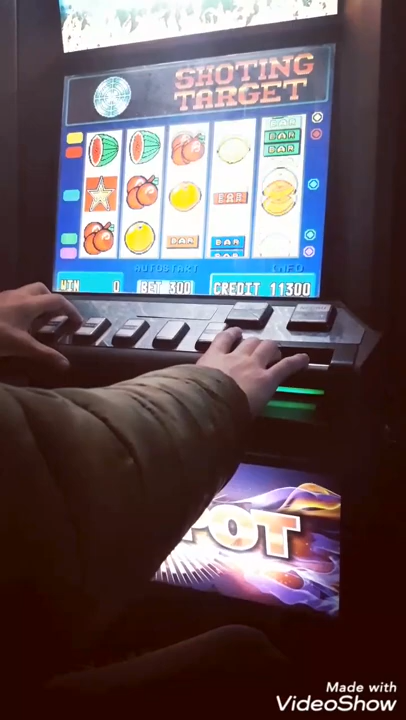 SHOTING
TARGET
BAR
BAR
BAR
BAR
BAR
BAR
AUTOSTART INFO
WIN 0 BET 300 CREDIT 11300
POT
Made with
VideoShow